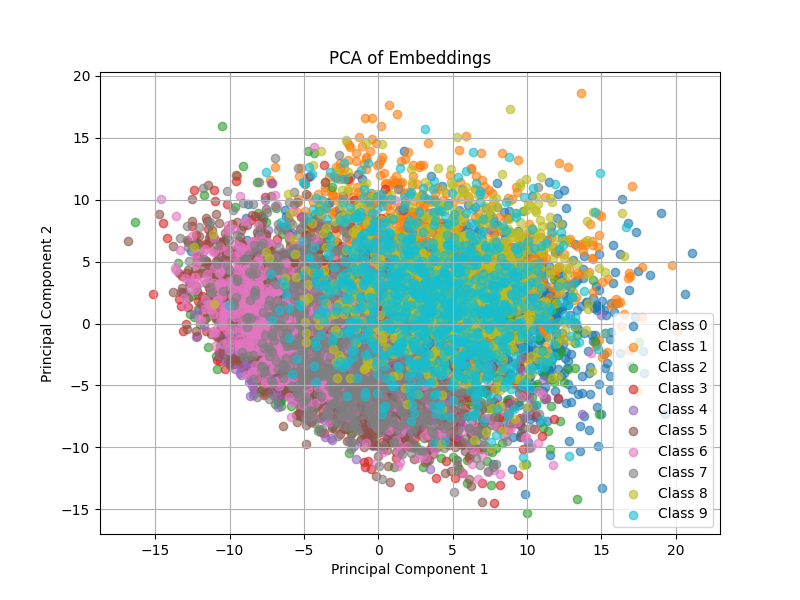 PCA of Embeddings
20
15
10
5
0
−5
−10
−15
Principal Component 2
−15
−10
−5
0
5
10
15
20
Principal Component 1
Class 0
Class 1
Class 2
Class 3
Class 4
Class 5
Class 6
Class 7
Class 8
Class 9